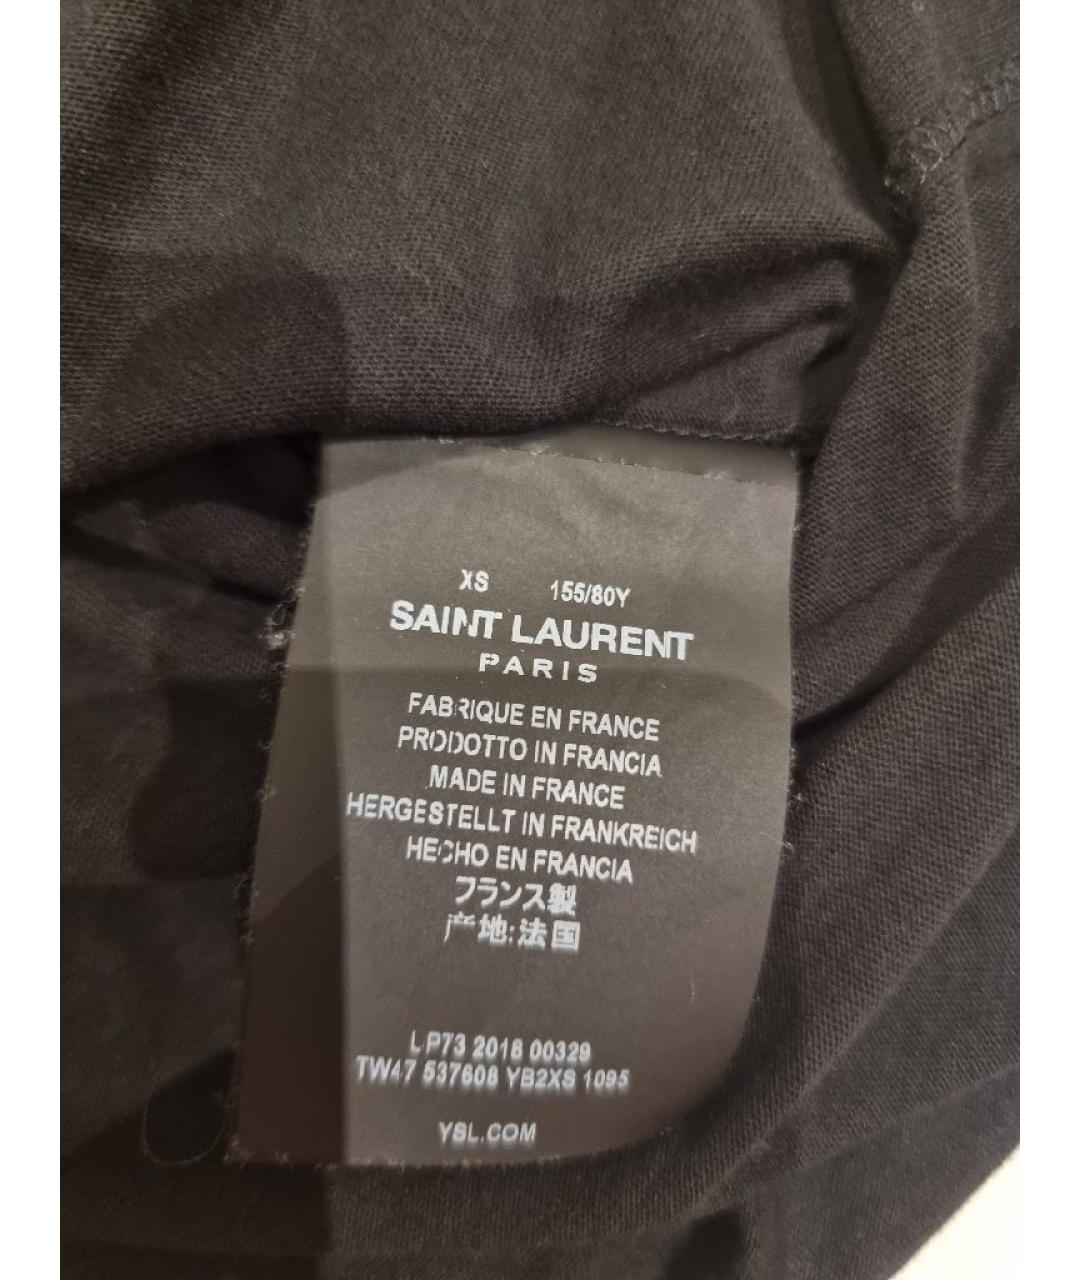 XS 155/80Y
SAINT LAURENT
PARIS
FABRIQUE EN FRANCE
PRODOTTO IN FRANCIA
MADE IN FRANCE
HERGESTELLT IN FRANKREICH
HECHO EN FRANCIA
フランス製
产地:法国
LP73 2018 00329
TW47 537608 YB2XS 1095
YSL.COM